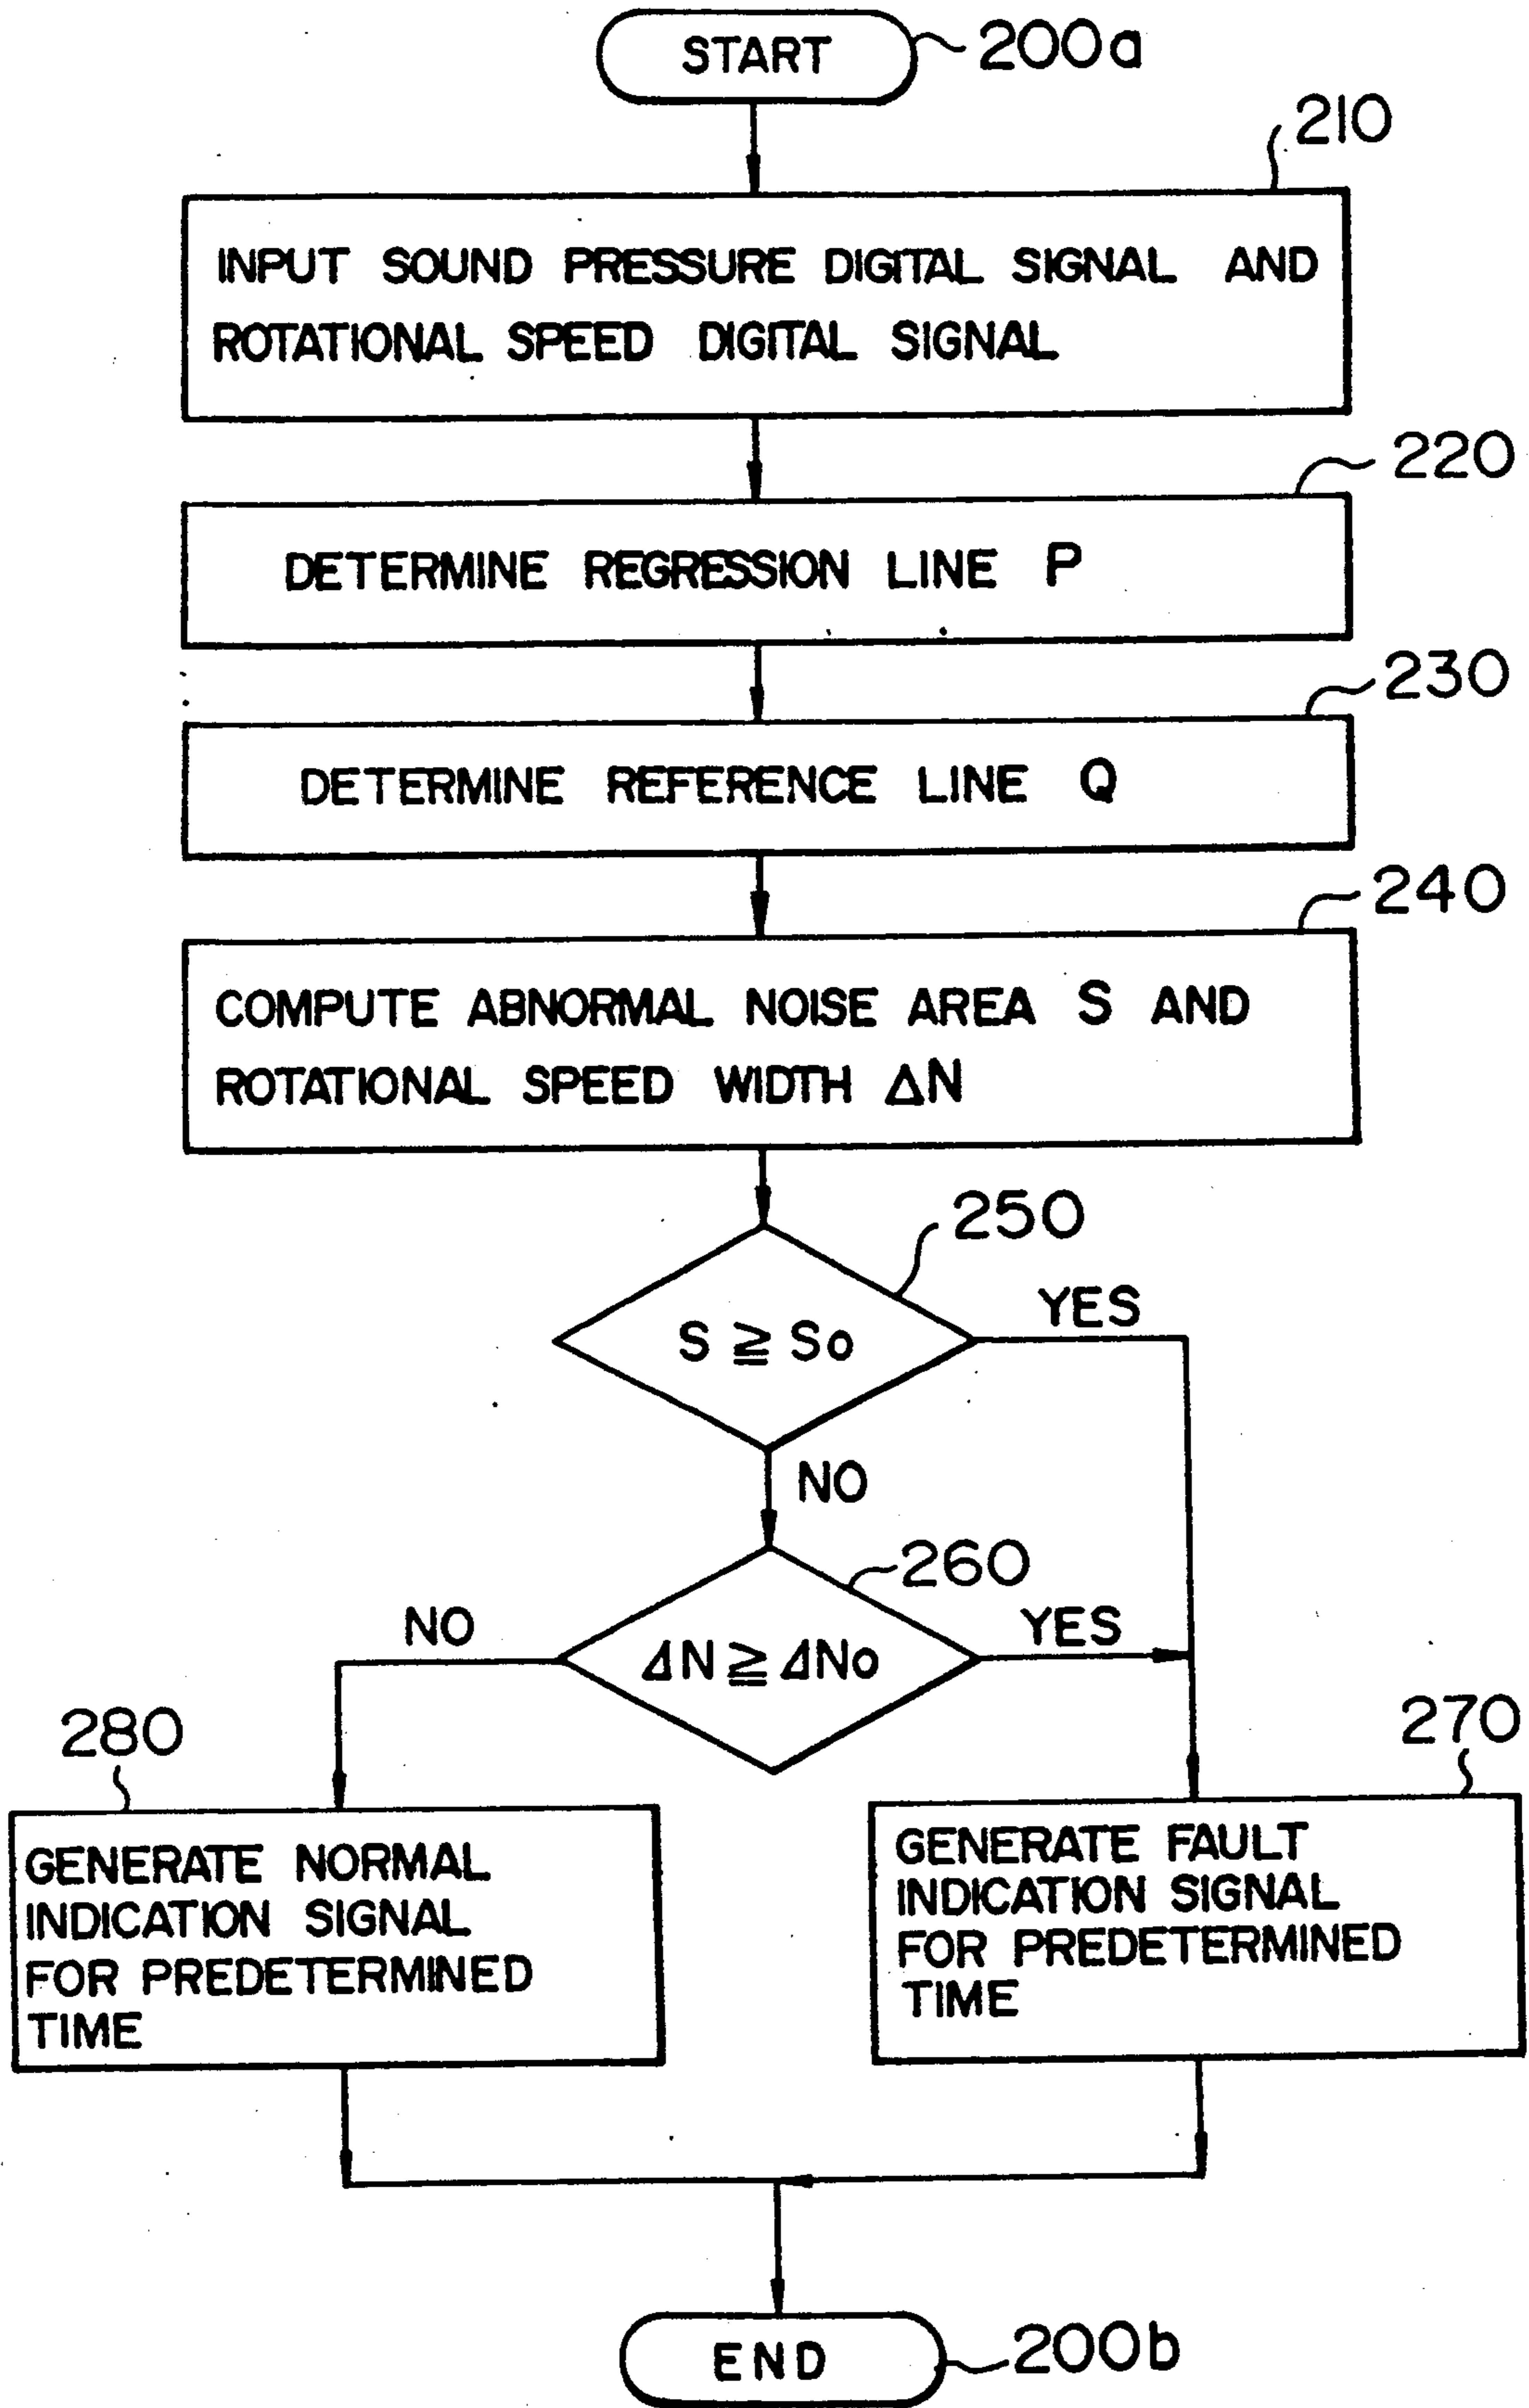 START
200a
210
INPUT SOUND PRESSURE DIGITAL SIGNAL AND
ROTATIONAL SPEED DIGITAL SIGNAL
220
DETERMINE REGRESSION LINE P
230
DETERMINE REFERENCE LINE Q
240
COMPUTE ABNORMAL NOISE AREA S AND
ROTATIONAL SPEED WIDTH ΔN
250
S ≧ So
YES
NO
260
ΔN ≧ ΔNo
NO
YES
280
GENERATE NORMAL
INDICATION SIGNAL
FOR PREDETERMINED
TIME
270
GENERATE FAULT
INDICATION SIGNAL
FOR PREDETERMINED
TIME
END
200b